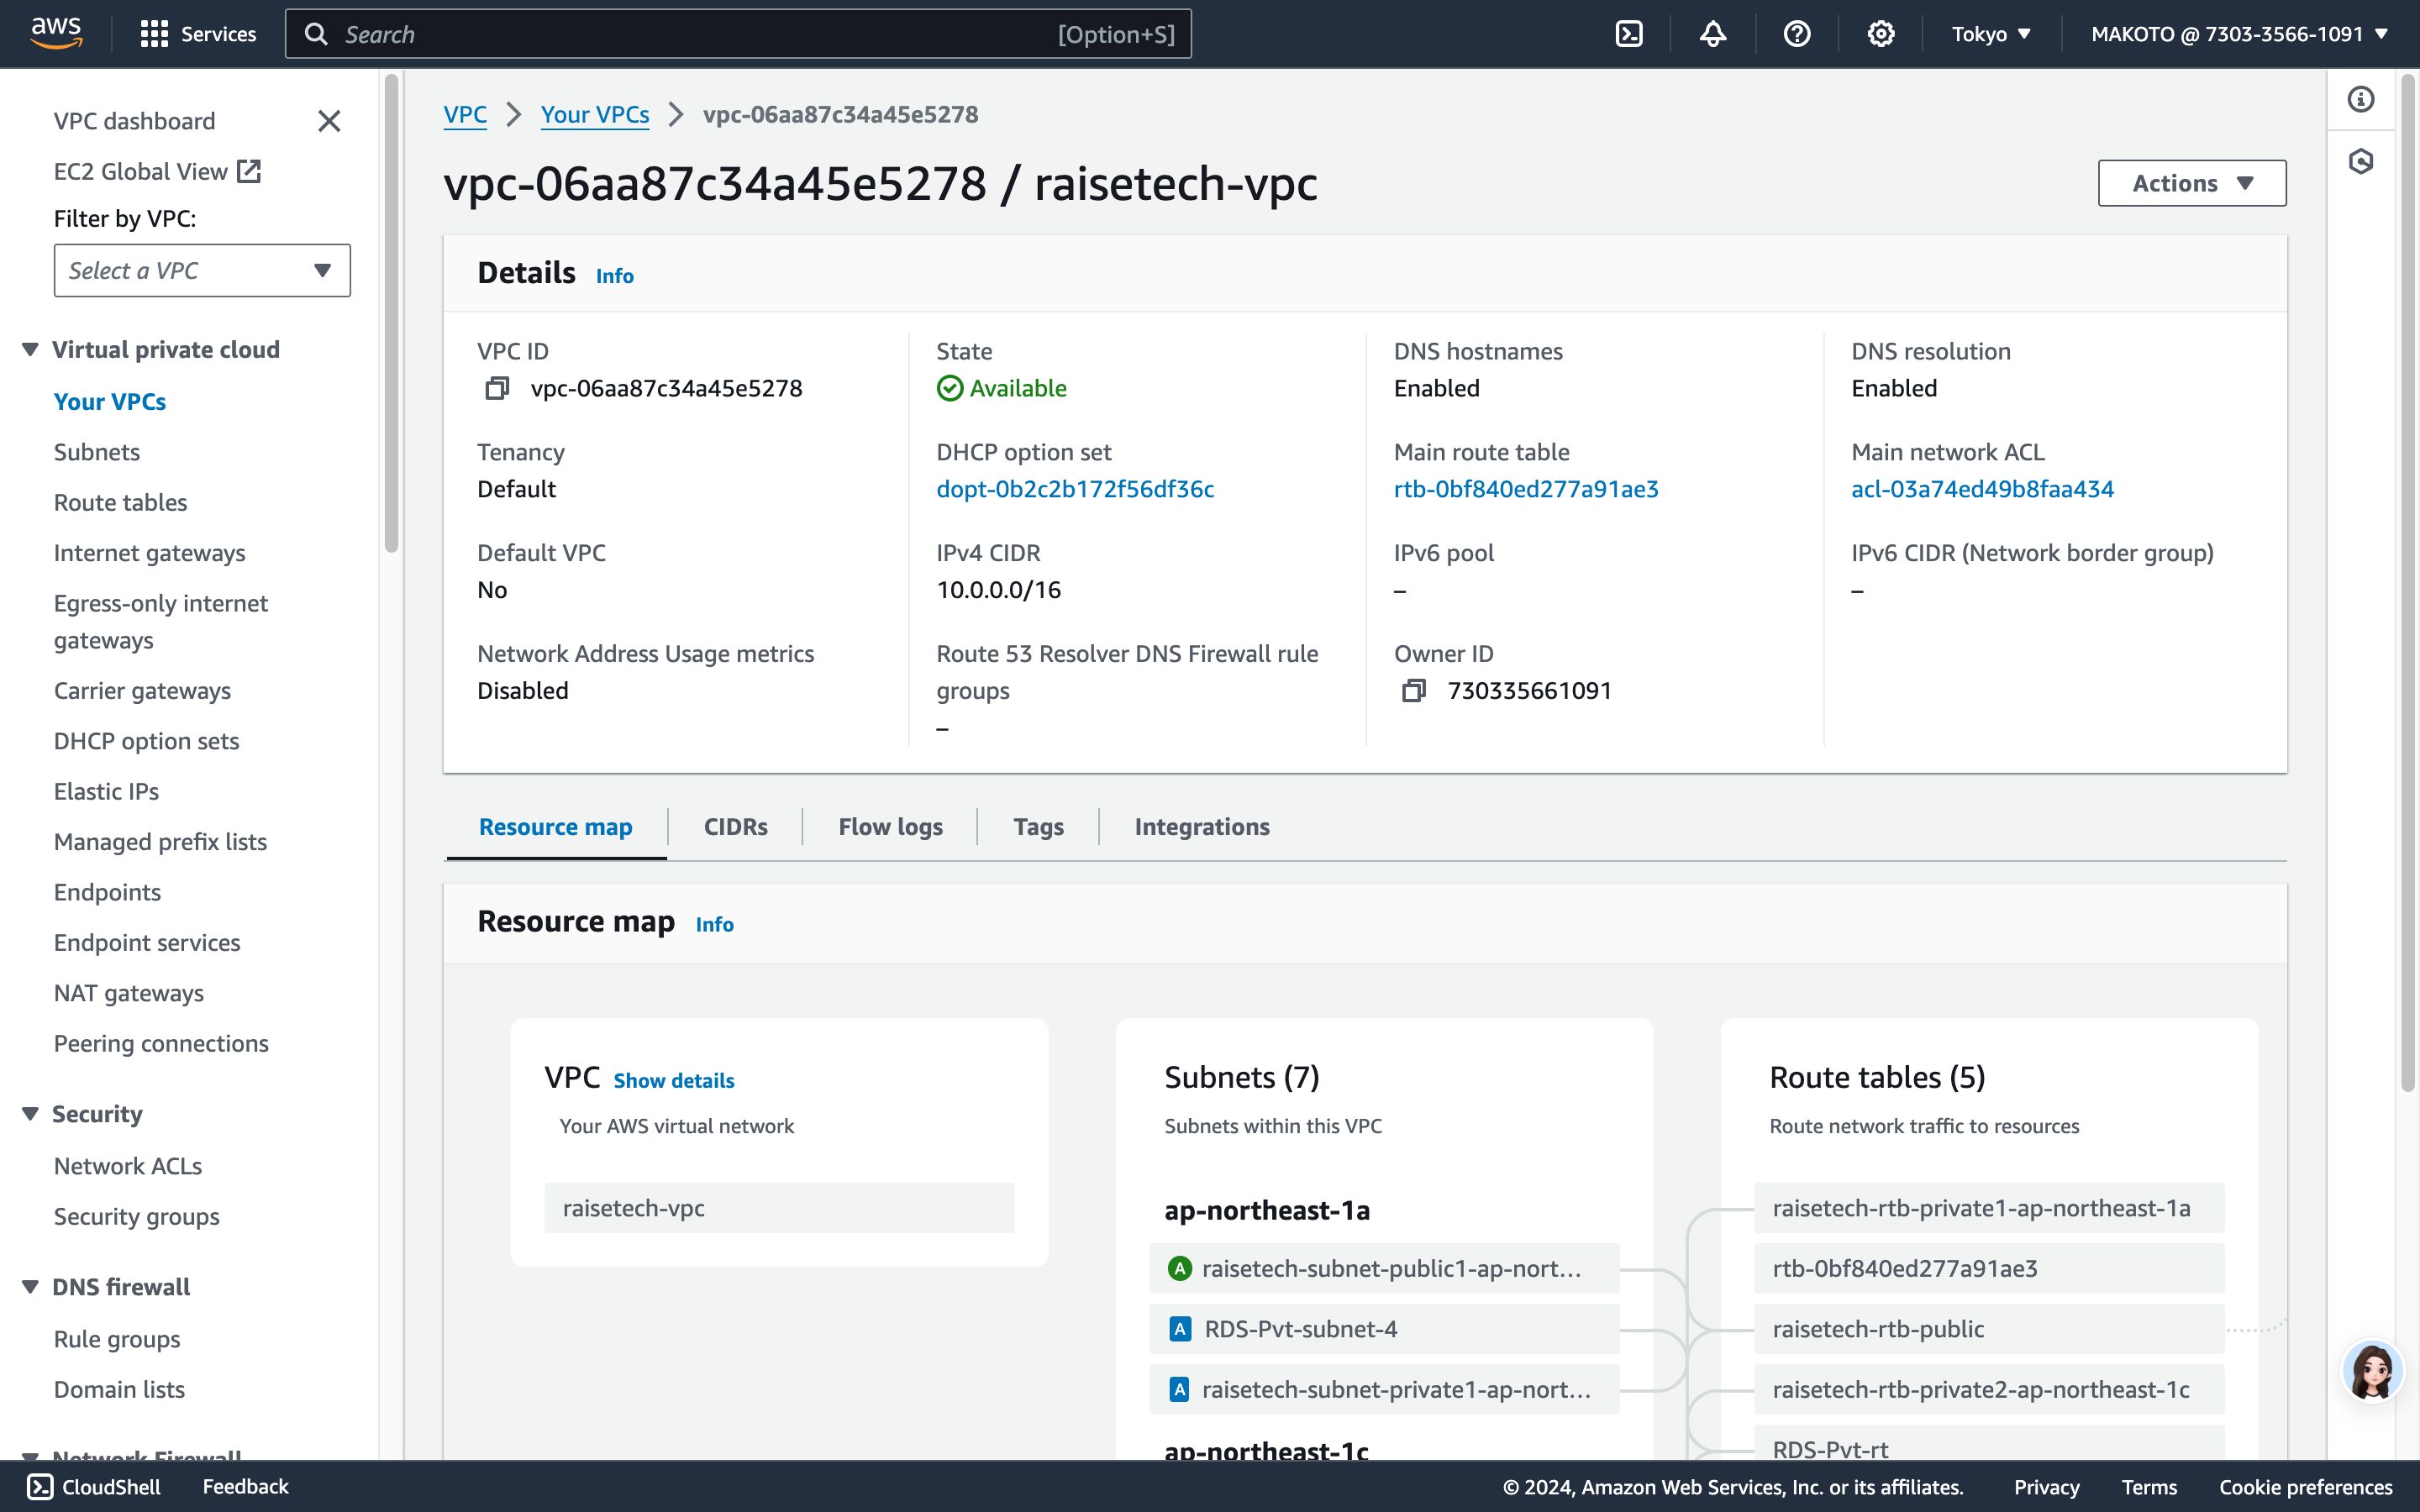 aws
Services
Search
[Option+S]
Tokyo
MAKOTO @ 7303-3566-1091
VPC dashboard
EC2 Global View
Filter by VPC:
Select a VPC
Virtual private cloud
Your VPCs
Subnets
Route tables
Internet gateways
Egress-only internet
gateways
Carrier gateways
DHCP option sets
Elastic IPs
Managed prefix lists
Endpoints
Endpoint services
NAT gateways
Peering connections
Security
Network ACLs
Security groups
DNS firewall
Rule groups
Domain lists
Network Firewall
VPC
Your VPCs
vpc-06aa87c34a45e5278
vpc-06aa87c34a45e5278 / raisetech-vpc
Actions
Details
Info
VPC ID
vpc-06aa87c34a45e5278
State
Available
DNS hostnames
Enabled
DNS resolution
Enabled
Tenancy
Default
DHCP option set
dopt-0b2c2b172f56df36c
Main route table
rtb-0bf840ed277a91ae3
Main network ACL
acl-03a74ed49b8faa434
Default VPC
No
IPv4 CIDR
10.0.0.0/16
IPv6 pool
–
IPv6 CIDR (Network border group)
–
Network Address Usage metrics
Disabled
Route 53 Resolver DNS Firewall rule
groups
–
Owner ID
730335661091
Resource map
CIDRs
Flow logs
Tags
Integrations
Resource map
Info
VPC
Show details
Your AWS virtual network
raisetech-vpc
Subnets (7)
Subnets within this VPC
ap-northeast-1a
A raisetech-subnet-public1-ap-nort…
A RDS-Pvt-subnet-4
A raisetech-subnet-private1-ap-nort…
ap-northeast-1c
Route tables (5)
Route network traffic to resources
raisetech-rtb-private1-ap-northeast-1a
rtb-0bf840ed277a91ae3
raisetech-rtb-public
raisetech-rtb-private2-ap-northeast-1c
RDS-Pvt-rt
CloudShell
Feedback
© 2024, Amazon Web Services, Inc. or its affiliates.
Privacy
Terms
Cookie preferences